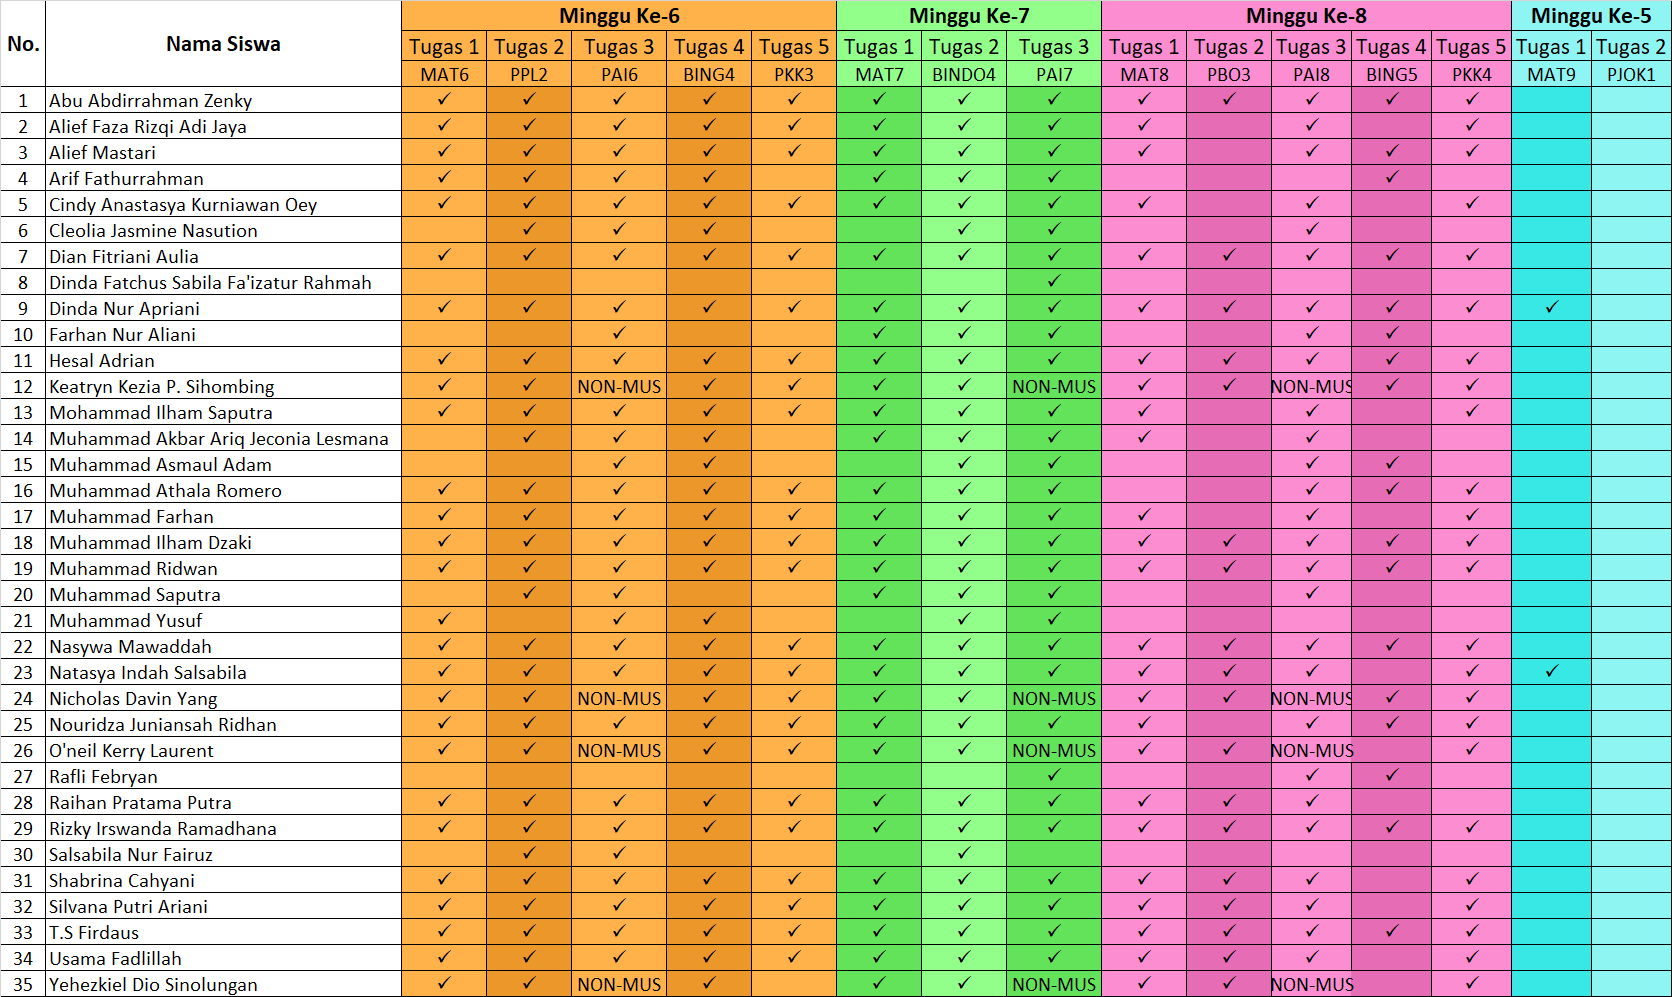 No. Nama Siswa Minggu Ke-6 Minggu Ke-7 Minggu Ke-8 Minggu Ke-5
Tugas 1 Tugas 2 Tugas 3 Tugas 4 Tugas 5 Tugas 1 Tugas 2 Tugas 3 Tugas 1 Tugas 2 Tugas 3 Tugas 4 Tugas 5 Tugas 1 Tugas 2
MAT6 PPL2 PAI6 BING4 PKK3 MAT7 BINDO4 PAI7 MAT8 PBO3 PAI8 BING5 PKK4 MAT9 PJOK1
1 Abu Abdirrahman Zenky ✓ ✓ ✓ ✓ ✓ ✓ ✓ ✓ ✓ ✓ ✓ ✓ ✓
2 Alief Faza Rizqi Adi Jaya ✓ ✓ ✓ ✓ ✓ ✓ ✓ ✓ ✓ ✓ ✓
3 Alief Mastari ✓ ✓ ✓ ✓ ✓ ✓ ✓ ✓ ✓ ✓ ✓ ✓
4 Arif Fathurrahman ✓ ✓ ✓ ✓ ✓ ✓ ✓ ✓
5 Cindy Anastasya Kurniawan Oey ✓ ✓ ✓ ✓ ✓ ✓ ✓ ✓ ✓ ✓ ✓
6 Cleolia Jasmine Nasution ✓ ✓ ✓ ✓ ✓
7 Dian Fitriani Aulia ✓ ✓ ✓ ✓ ✓ ✓ ✓ ✓ ✓ ✓ ✓ ✓ ✓
8 Dinda Fatchus Sabila Fa'izatur Rahmah ✓
9 Dinda Nur Apriani ✓ ✓ ✓ ✓ ✓ ✓ ✓ ✓ ✓ ✓ ✓ ✓ ✓ ✓
10 Farhan Nur Aliani ✓ ✓ ✓ ✓ ✓ ✓
11 Hesal Adrian ✓ ✓ ✓ ✓ ✓ ✓ ✓ ✓ ✓ ✓ ✓ ✓ ✓
12 Keatryn Kezia P. Sihombing ✓ ✓ NON-MUS ✓ ✓ ✓ ✓ NON-MUS ✓ ✓ NON-MUS ✓ ✓
13 Mohammad Ilham Saputra ✓ ✓ ✓ ✓ ✓ ✓ ✓ ✓ ✓ ✓ ✓
14 Muhammad Akbar Ariq Jeconia Lesmana ✓ ✓ ✓ ✓ ✓ ✓ ✓ ✓
15 Muhammad Asmaul Adam ✓ ✓ ✓ ✓ ✓ ✓
16 Muhammad Athala Romero ✓ ✓ ✓ ✓ ✓ ✓ ✓ ✓ ✓ ✓ ✓
17 Muhammad Farhan ✓ ✓ ✓ ✓ ✓ ✓ ✓ ✓ ✓ ✓ ✓
18 Muhammad Ilham Dzaki ✓ ✓ ✓ ✓ ✓ ✓ ✓ ✓ ✓ ✓ ✓ ✓ ✓
19 Muhammad Ridwan ✓ ✓ ✓ ✓ ✓ ✓ ✓ ✓ ✓ ✓ ✓ ✓ ✓
20 Muhammad Saputra ✓ ✓ ✓ ✓ ✓ ✓
21 Muhammad Yusuf ✓ ✓ ✓ ✓ ✓
22 Nasywa Mawaddah ✓ ✓ ✓ ✓ ✓ ✓ ✓ ✓ ✓ ✓ ✓ ✓ ✓
23 Natasya Indah Salsabila ✓ ✓ ✓ ✓ ✓ ✓ ✓ ✓ ✓ ✓ ✓ ✓ ✓
24 Nicholas Davin Yang ✓ ✓ NON-MUS ✓ ✓ ✓ ✓ NON-MUS ✓ ✓ NON-MUS ✓ ✓
25 Nouridza Juniansah Ridhan ✓ ✓ ✓ ✓ ✓ ✓ ✓ ✓ ✓ ✓ ✓ ✓
26 O'neil Kerry Laurent ✓ ✓ NON-MUS ✓ ✓ ✓ ✓ NON-MUS ✓ ✓ NON-MUS ✓
27 Rafli Febryan ✓ ✓ ✓
28 Raihan Pratama Putra ✓ ✓ ✓ ✓ ✓ ✓ ✓ ✓ ✓ ✓ ✓
29 Rizky Irswanda Ramadhana ✓ ✓ ✓ ✓ ✓ ✓ ✓ ✓ ✓ ✓ ✓ ✓ ✓
30 Salsabila Nur Fairuz ✓ ✓ ✓
31 Shabrina Cahyani ✓ ✓ ✓ ✓ ✓ ✓ ✓ ✓ ✓ ✓ ✓ ✓
32 Silvana Putri Ariani ✓ ✓ ✓ ✓ ✓ ✓ ✓ ✓ ✓ ✓ ✓ ✓
33 T.S Firdaus ✓ ✓ ✓ ✓ ✓ ✓ ✓ ✓ ✓ ✓ ✓ ✓ ✓
34 Usama Fadlillah ✓ ✓ ✓ ✓ ✓ ✓ ✓ ✓ ✓ ✓ ✓ ✓
35 Yehezkiel Dio Sinolungan ✓ ✓ NON-MUS ✓ ✓ ✓ NON-MUS ✓ ✓ NON-MUS ✓